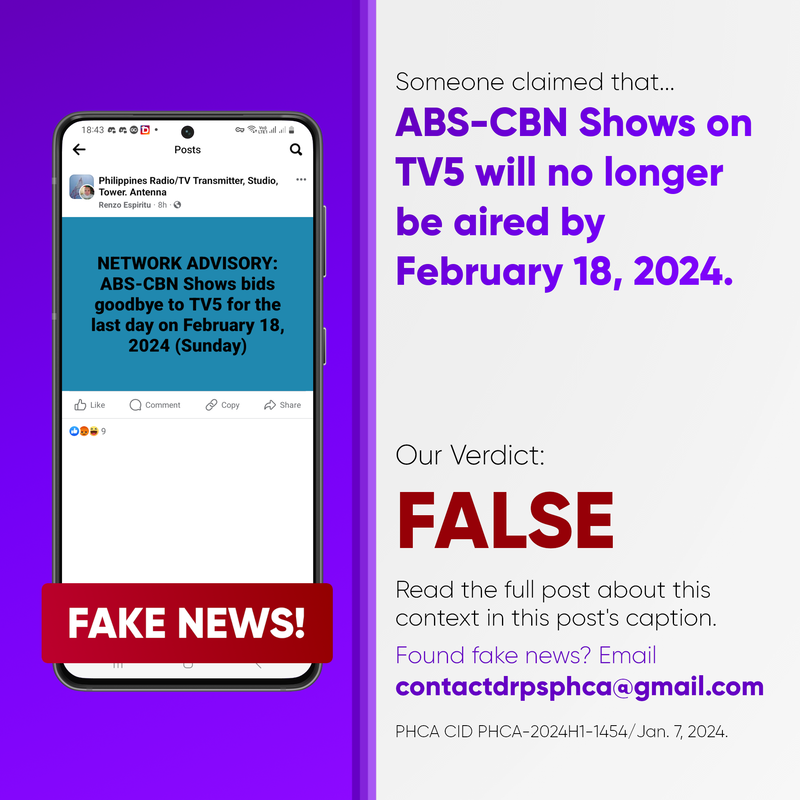 18:43
Posts
Philippines Radio/TV Transmitter, Studio,
Tower. Antenna
Renzo Espiritu · 8h ·
NETWORK ADVISORY:
ABS-CBN Shows bids
goodbye to TV5 for the
last day on February 18,
2024 (Sunday)
Like Comment Copy Share
9
FAKE NEWS!
Someone claimed that...
ABS-CBN Shows on
TV5 will no longer
be aired by
February 18, 2024.
Our Verdict:
FALSE
Read the full post about this
context in this post's caption.
Found fake news? Email
contactdrpsphca@gmail.com
PHCA CID PHCA-2024H1-1454/Jan. 7, 2024.